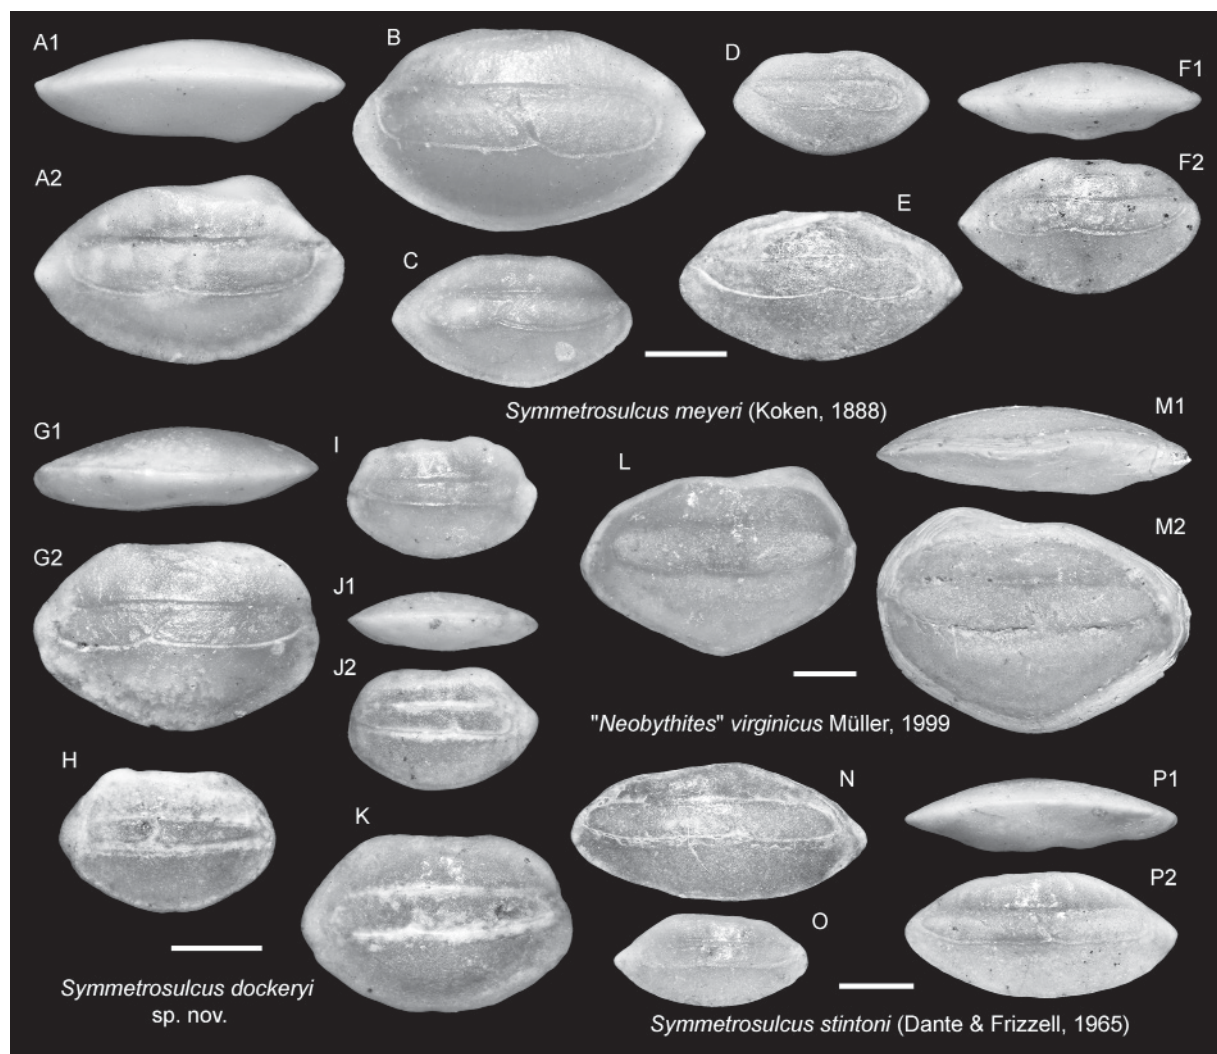 A1
B
D
F1
A2
F2
E
C
Symmetrosulcus meyeri (Koken, 1888)
M1
G1
I
L
M2
G2
J1
J2
"Neobythites" virginicus Müller, 1999
H
N
P1
K
P2
O
Symmetrosulcus dockeryi
sp. nov.
Symmetrosulcus stintoni (Dante & Frizzell, 1965)